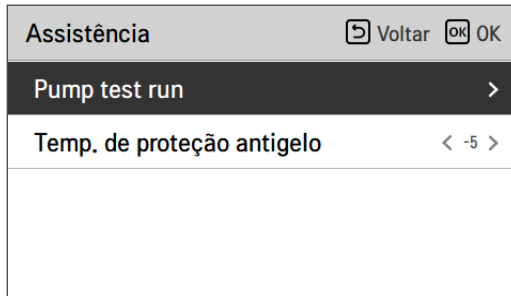 Assistência Voltar OK OK
Pump test run >
Temp. de proteção antigelo < -5 >